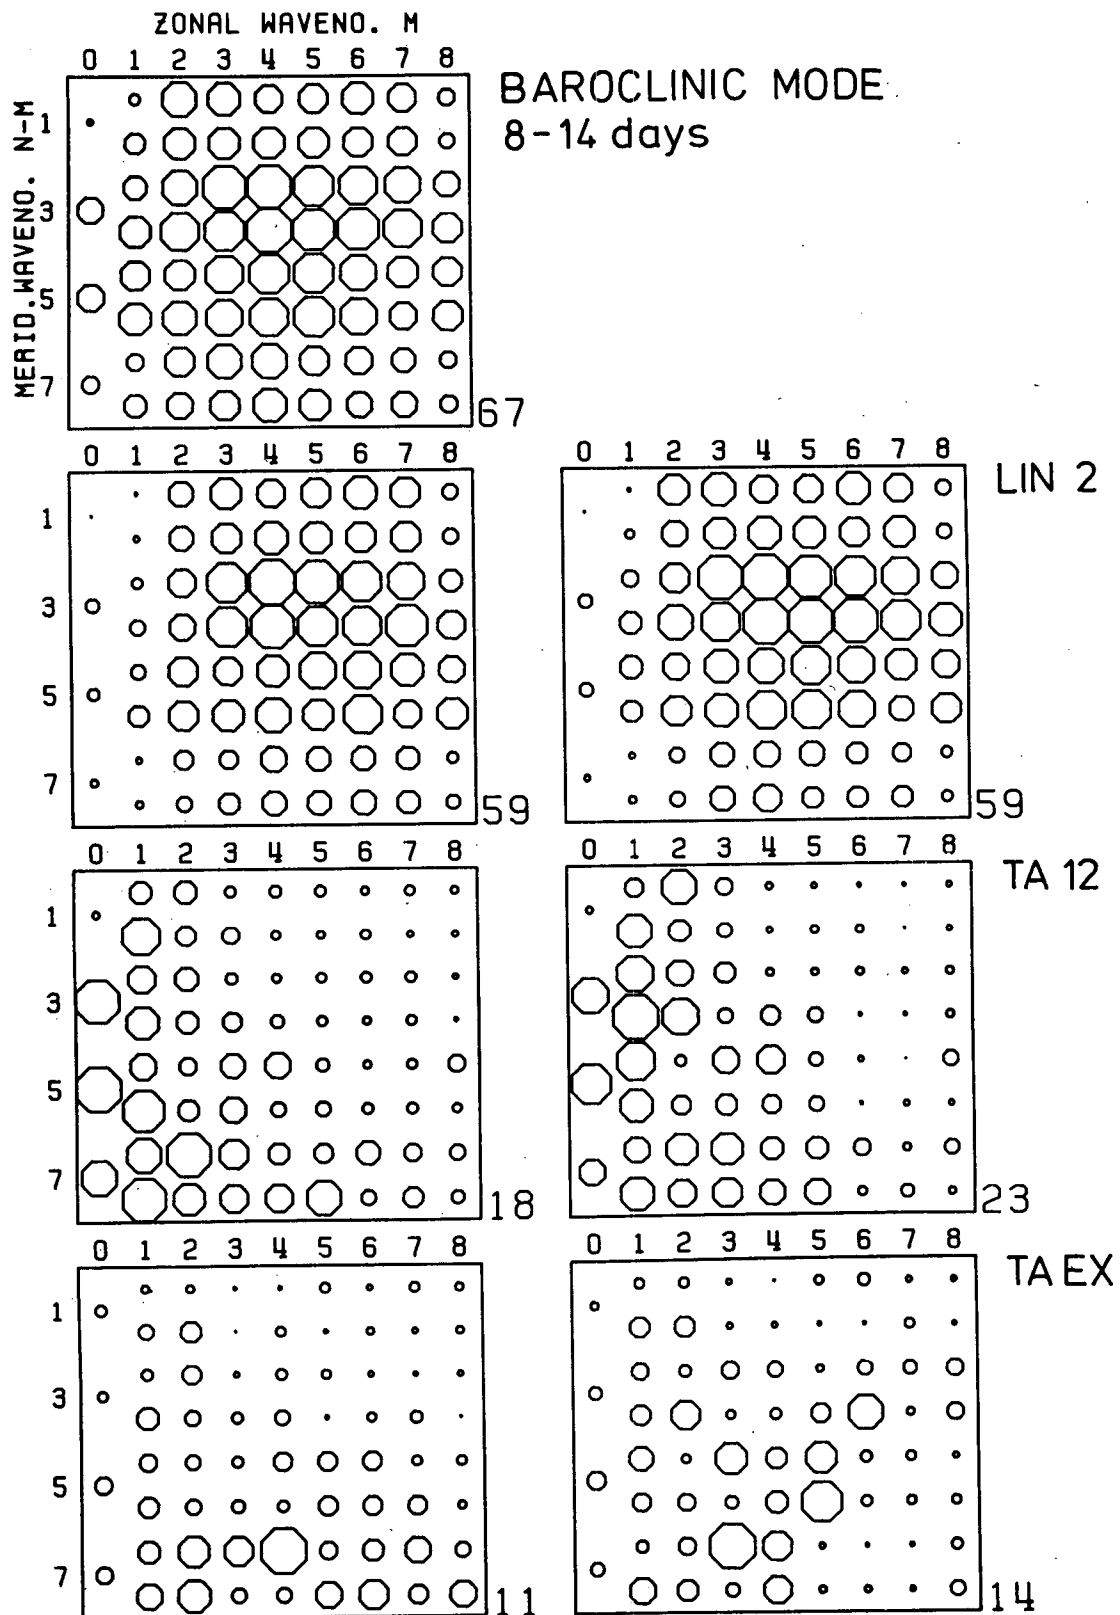 ZONAL WAVENO. M
0 1 2 3 4 5 6 7 8
MERID.WAVENO. N-M
1
3
5
7
67
BAROCLINIC MODE
8-14 days
0 1 2 3 4 5 6 7 8
1
3
5
7
59
0 1 2 3 4 5 6 7 8
LIN 2
59
0 1 2 3 4 5 6 7 8
1
3
5
7
18
0 1 2 3 4 5 6 7 8
TA 12
23
0 1 2 3 4 5 6 7 8
1
3
5
7
11
0 1 2 3 4 5 6 7 8
TA EX
14